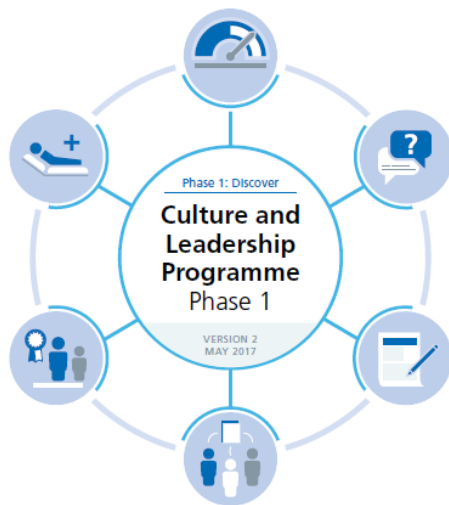 ?
Phase 1: Discover
Culture and
Leadership
Programme
Phase 1
VERSION 2
MAY 2017